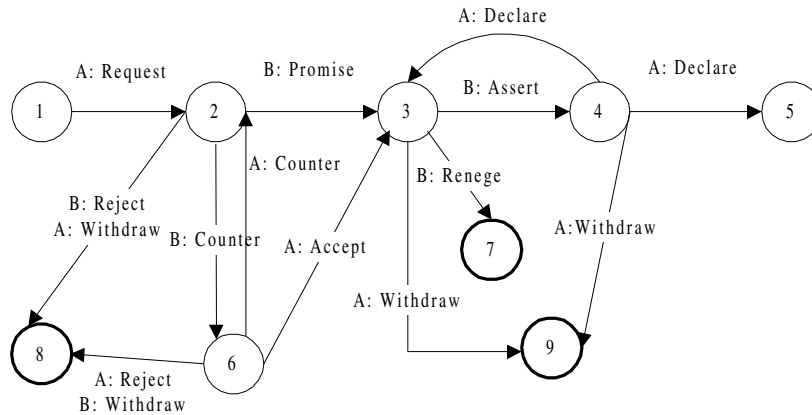 A: Declare
A: Request
B: Promise
A: Declare
B: Assert
1
2
3
4
5
A: Counter
B: Renege
B: Reject
A: Withdraw
B: Counter
A: Accept
A:Withdraw
7
A: Withdraw
8
6
9
A: Reject
B: Withdraw